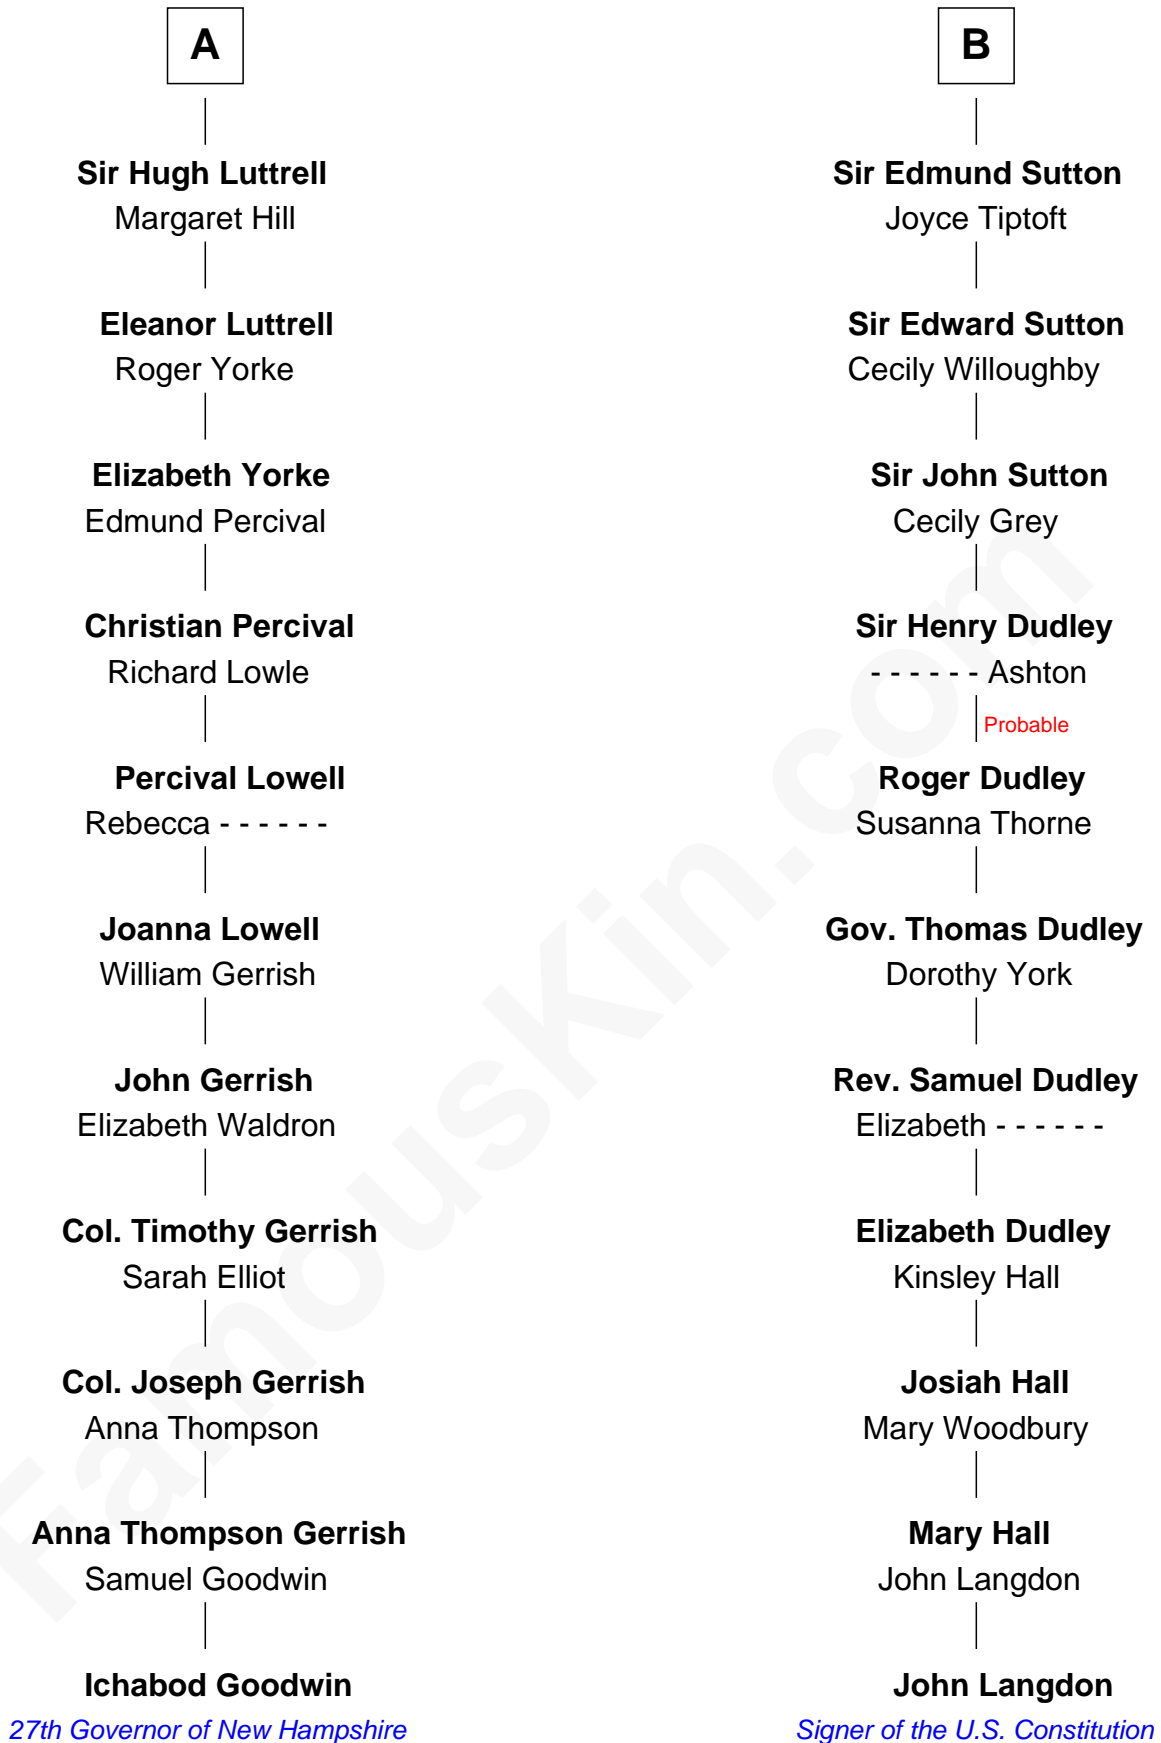 A
Sir Hugh Luttrell
Margaret Hill
Eleanor Luttrell
Roger Yorke
Elizabeth Yorke
Edmund Percival
Christian Percival
Richard Lowle
Percival Lowell
Rebecca - - - - - -
Joanna Lowell
William Gerrish
John Gerrish
Elizabeth Waldron
Col. Timothy Gerrish
Sarah Elliot
Col. Joseph Gerrish
Anna Thompson
Anna Thompson Gerrish
Samuel Goodwin
Ichabod Goodwin
27th Governor of New Hampshire
B
Sir Edmund Sutton
Joyce Tiptoft
Sir Edward Sutton
Cecily Willoughby
Sir John Sutton
Cecily Grey
Sir Henry Dudley
- - - - - - Ashton
Probable
Roger Dudley
Susanna Thorne
Gov. Thomas Dudley
Dorothy York
Rev. Samuel Dudley
Elizabeth - - - - - -
Elizabeth Dudley
Kinsley Hall
Josiah Hall
Mary Woodbury
Mary Hall
John Langdon
John Langdon
Signer of the U.S. Constitution
FamousKin.com